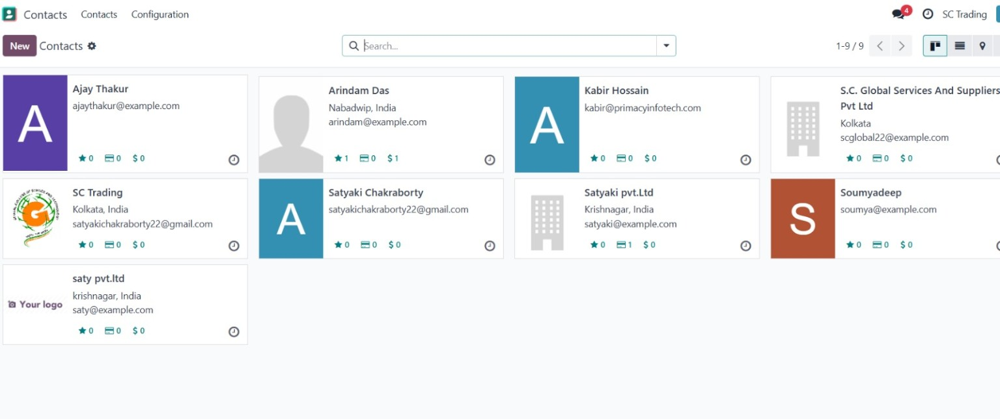 Contacts Contacts Configuration 4 SC Trading
New Contacts Search... 1-9 / 9
A
Ajay Thakur
ajaythakur@example.com
0 0 $ 0
Arindam Das
Nabadwip, India
arindam@example.com
1 0 $ 1
A
Kabir Hossain
kabir@primacyinfotech.com
0 0 $ 0
S.C. Global Services And Suppliers
Pvt Ltd
Kolkata
scglobal22@example.com
0 0 $ 0
G
SC Trading
Kolkata, India
satyakichakraborty22@gmail.com
0 0 $ 0
A
Satyaki Chakraborty
satyakichakraborty22@gmail.com
0 0 $ 0
Satyaki pvt.Ltd
Krishnagar, India
satyaki@example.com
0 1 $ 0
S
Soumyadeep
soumya@example.com
0 0 $ 0
Your logo
saty pvt.ltd
krishnagar, India
saty@example.com
0 0 $ 0